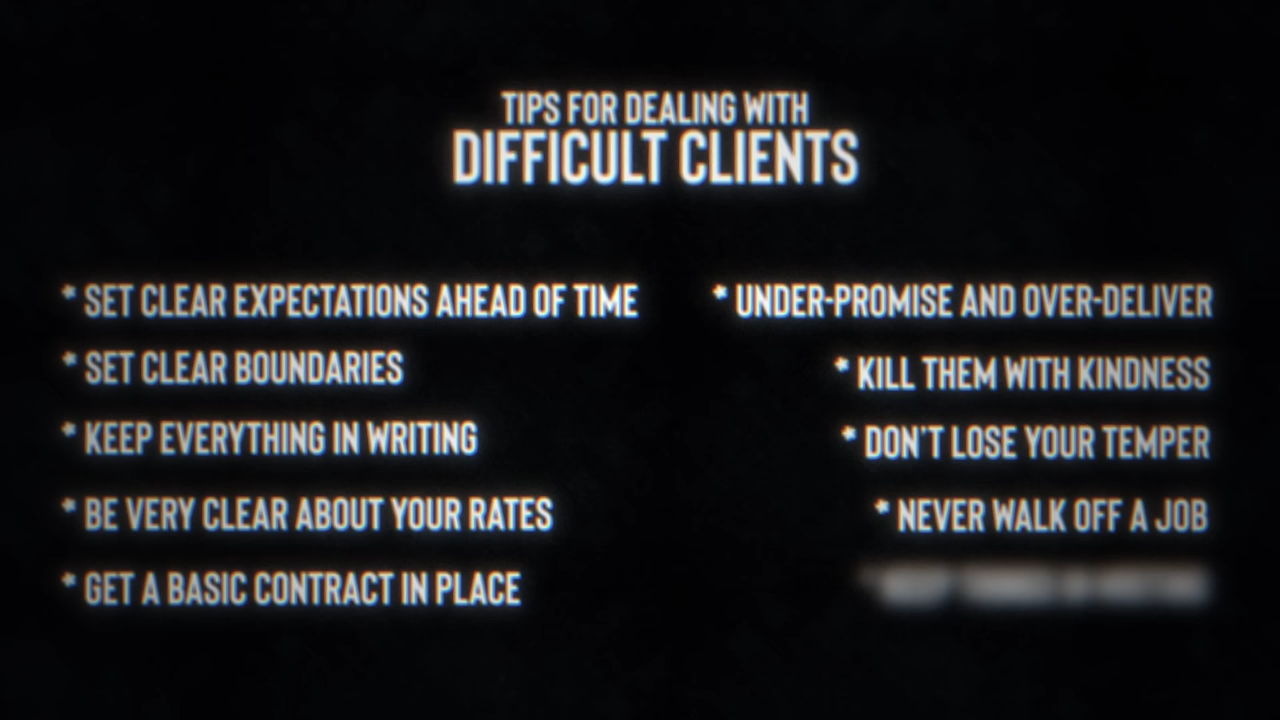 TIPS FOR DEALING WITH
DIFFICULT CLIENTS
* SET CLEAR EXPECTATIONS AHEAD OF TIME
* SET CLEAR BOUNDARIES
* KEEP EVERYTHING IN WRITING
* BE VERY CLEAR ABOUT YOUR RATES
* GET A BASIC CONTRACT IN PLACE
* UNDER-PROMISE AND OVER-DELIVER
* KILL THEM WITH KINDNESS
* DON'T LOSE YOUR TEMPER
* NEVER WALK OFF A JOB